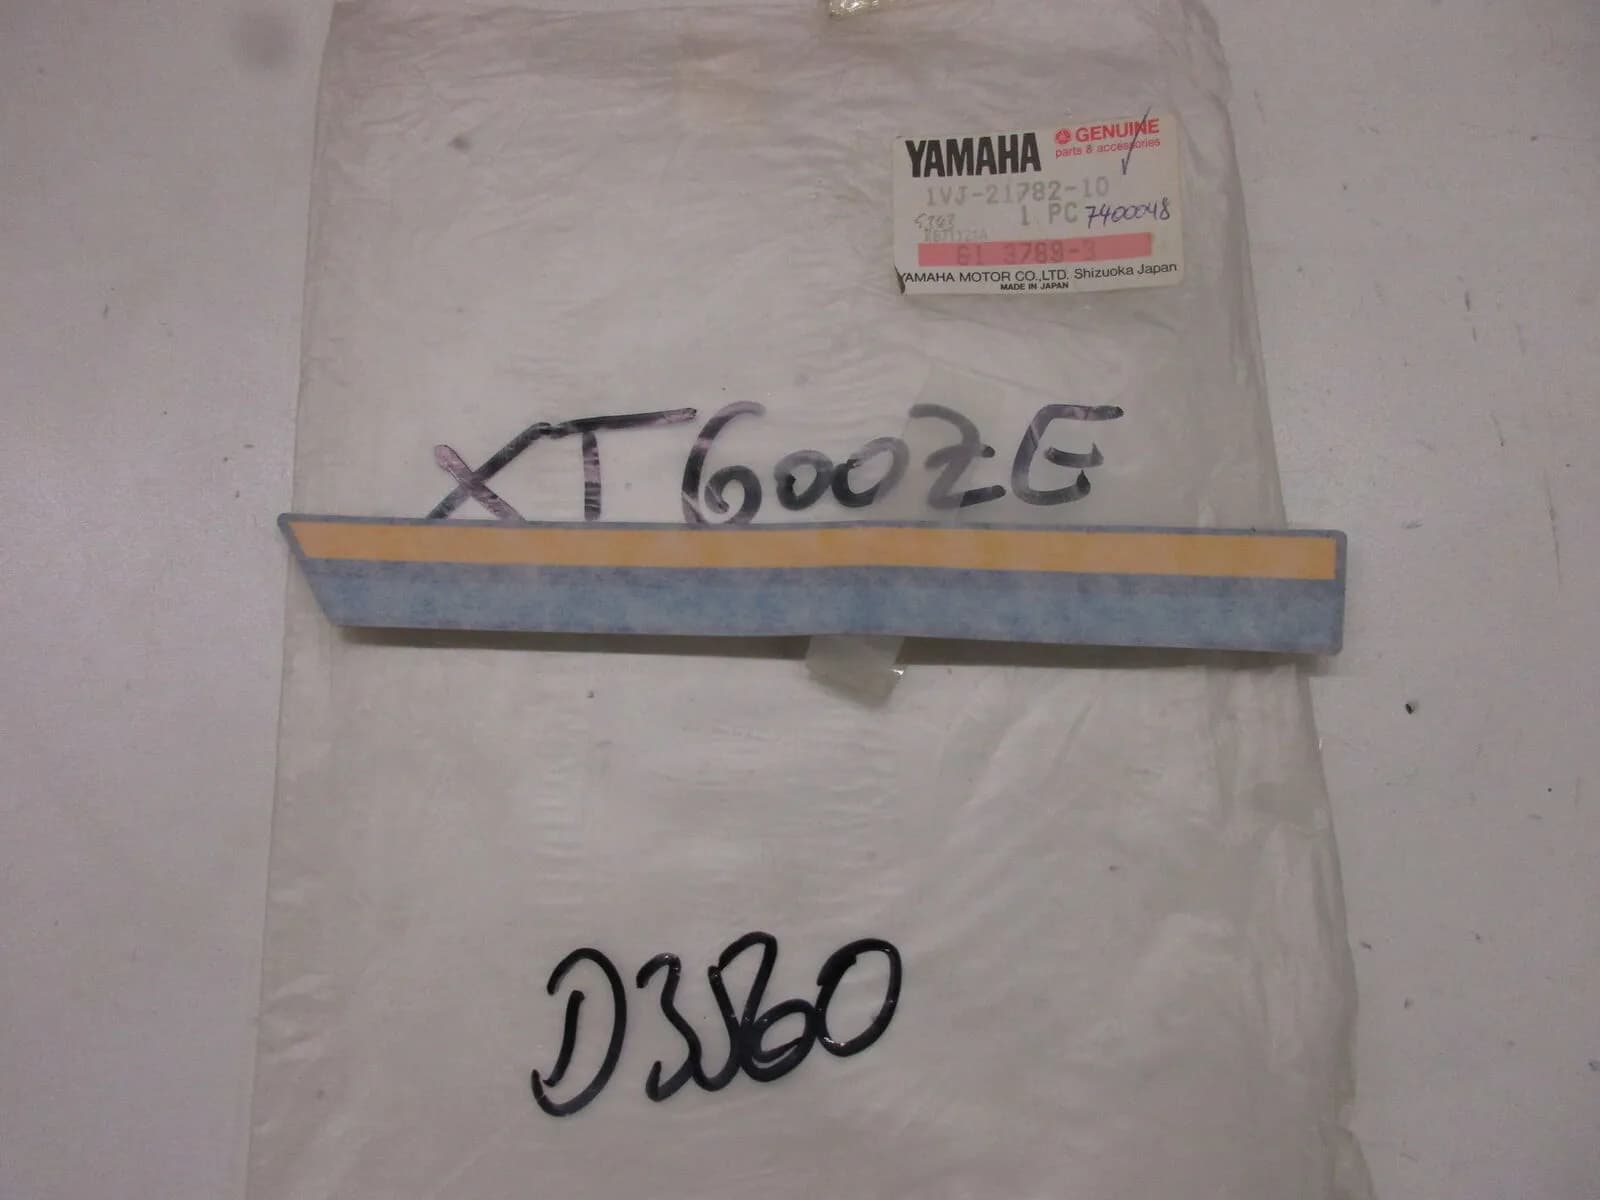 YAMAHA GENUINE
parts & accessories
1VJ-21782-10
1 PC 7400048
61 3789-3
YAMAHA MOTOR CO.,LTD. Shizuoka Japan
MADE IN JAPAN
XT600ZE